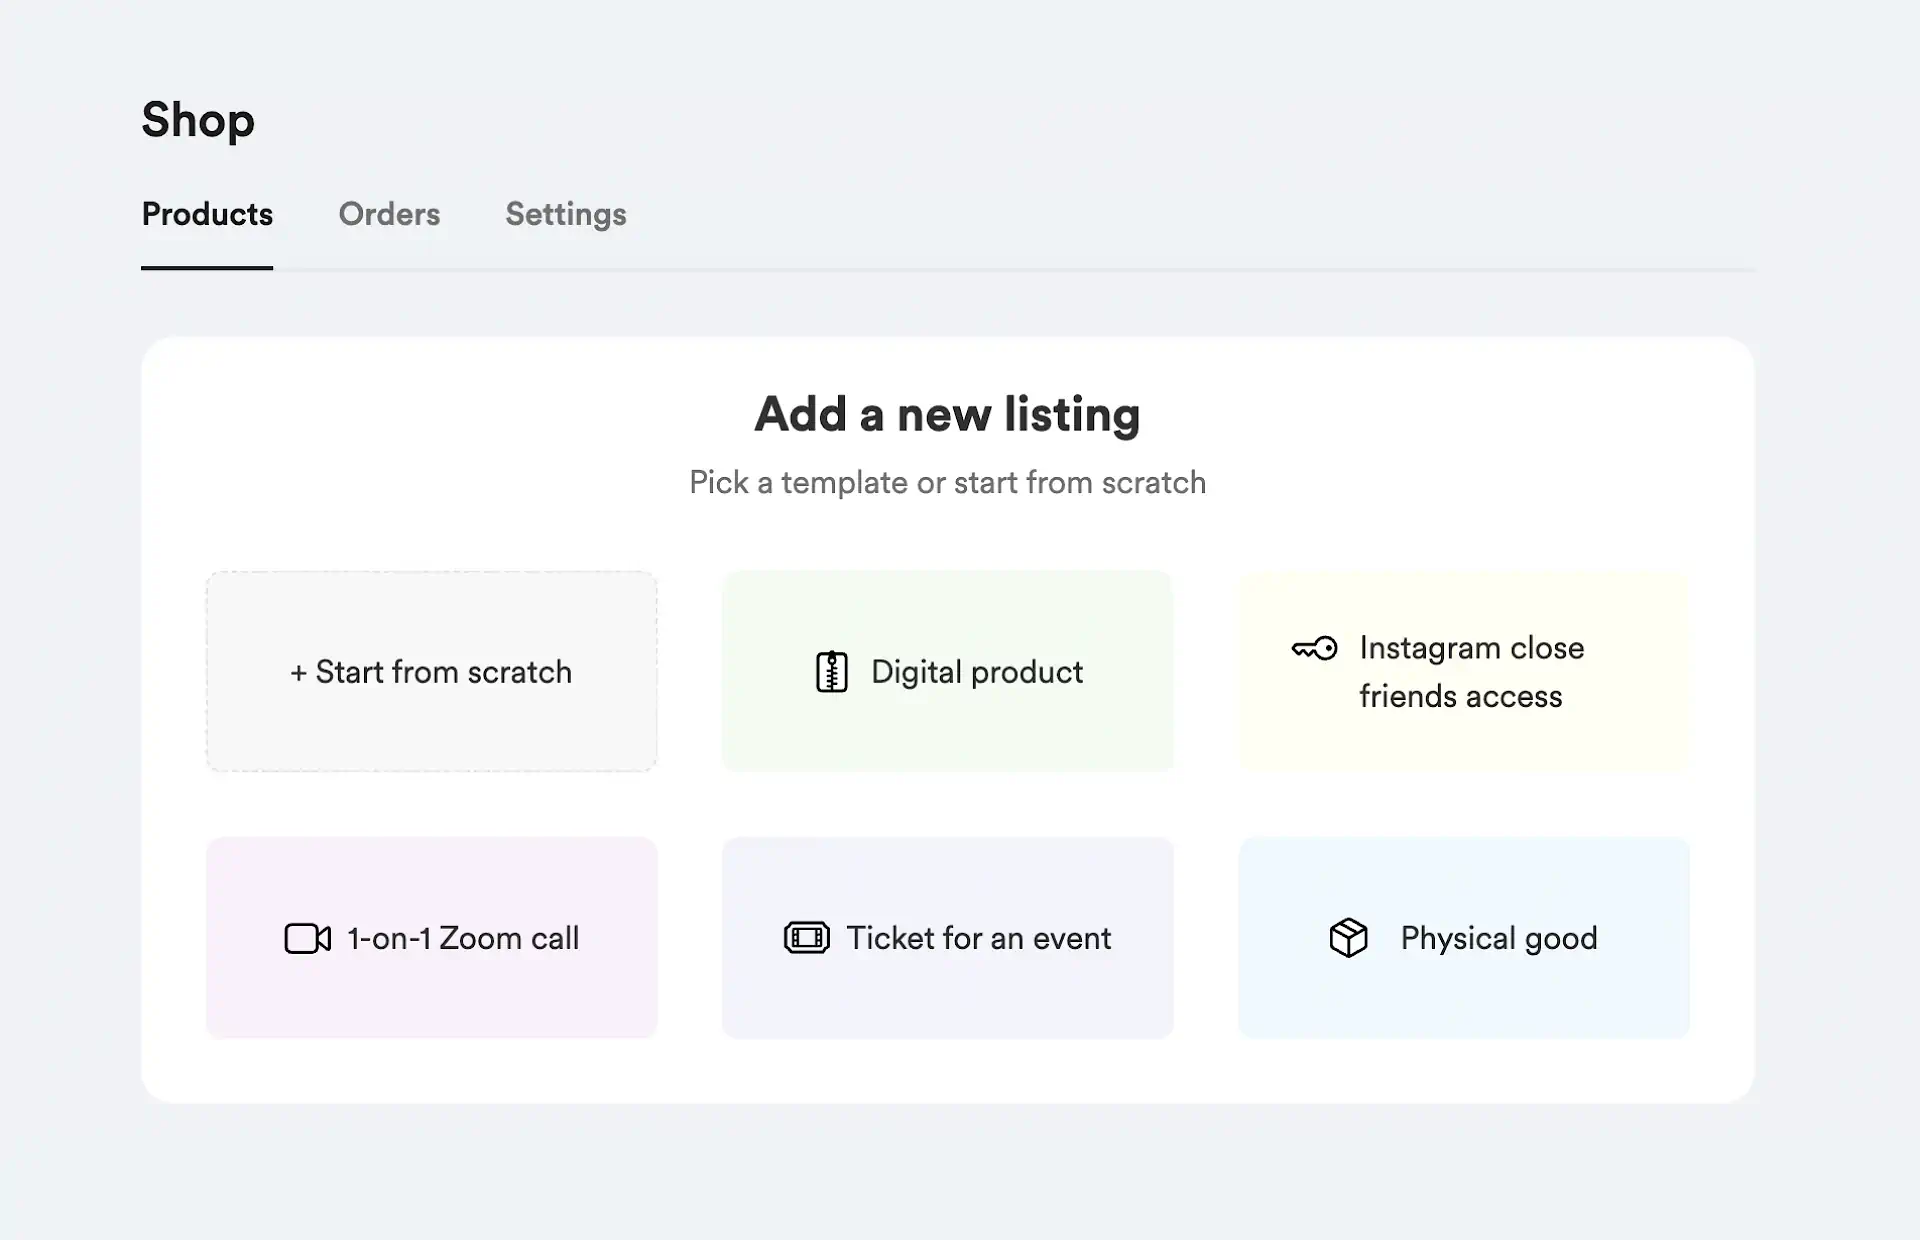 Shop
Products Orders Settings
Add a new listing
Pick a template or start from scratch
+ Start from scratch
Digital product
Instagram close
friends access
1-on-1 Zoom call
Ticket for an event
Physical good